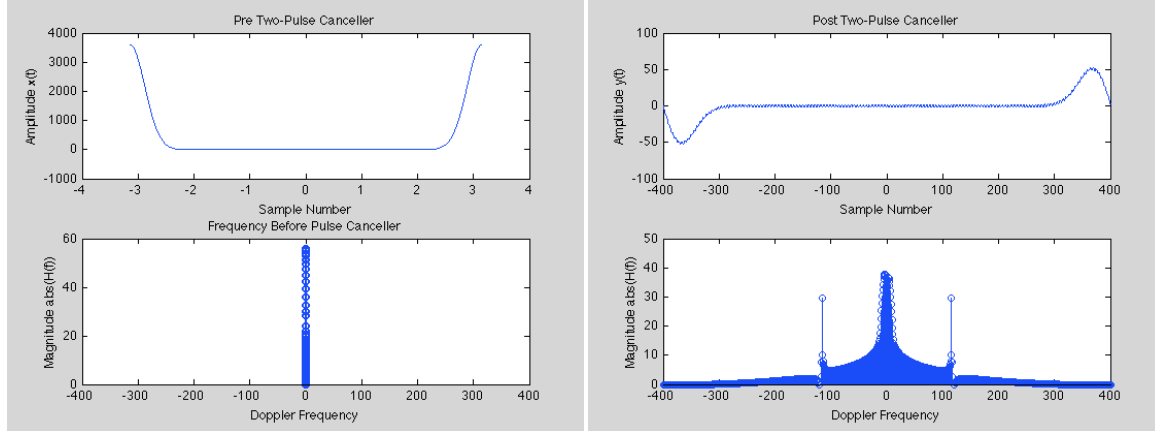 Pre Two-Pulse Canceller
Amplitude x(t)
4000
3000
2000
1000
0
-1000
-4 -3 -2 -1 0 1 2 3 4
Sample Number
Frequency Before Pulse Canceller
Magnitude abs(H(f))
60
40
20
0
-400 -300 -200 -100 0 100 200 300 400
Doppler Frequency
Post Two-Pulse Canceller
Amplitude y(t)
100
50
0
-50
-100
-400 -300 -200 -100 0 100 200 300 400
Sample Number
Magnitude abs(H(f))
50
40
30
20
10
0
-400 -300 -200 -100 0 100 200 300 400
Doppler Frequency